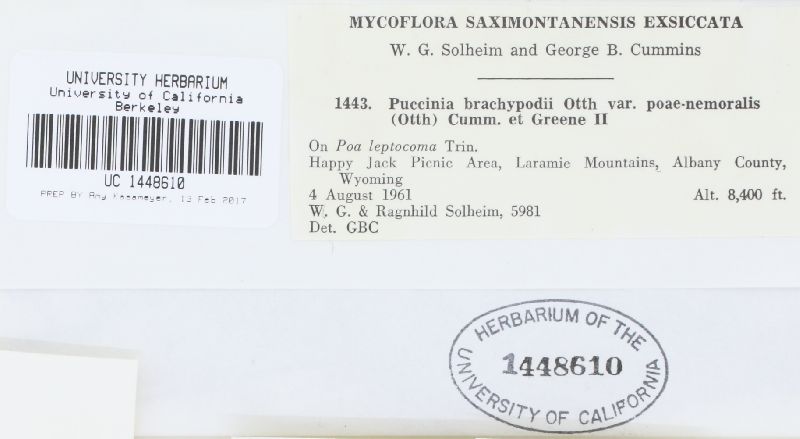 MYCOFLORA SAXIMONTANENSIS EXSICCATA
W. G. Solheim and George B. Cummins
1443. Puccinia brachypodii Otth var. poae-nemoralis
(Otth) Cumm. et Greene II
On Poa leptocoma Trin.
Happy Jack Picnic Area, Laramie Mountains, Albany County,
Wyoming
4 August 1961 Alt. 8,400 ft.
W. G. & Ragnhild Solheim, 5981
Det. GBC
UNIVERSITY HERBARIUM
University of California
Berkeley
UC 1448610
PREP BY Amy Kasameyer, 13 Feb 2017
HERBARIUM OF THE
1448610
UNIVERSITY OF CALIFORNIA